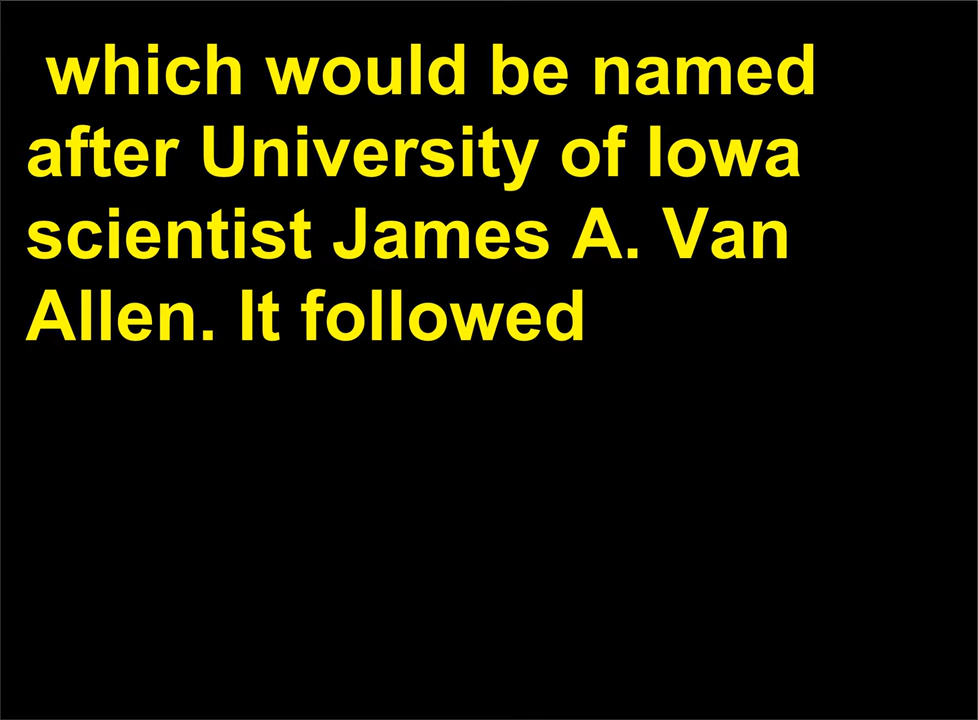 which would be named
after University of Iowa
scientist James A. Van
Allen. It followed